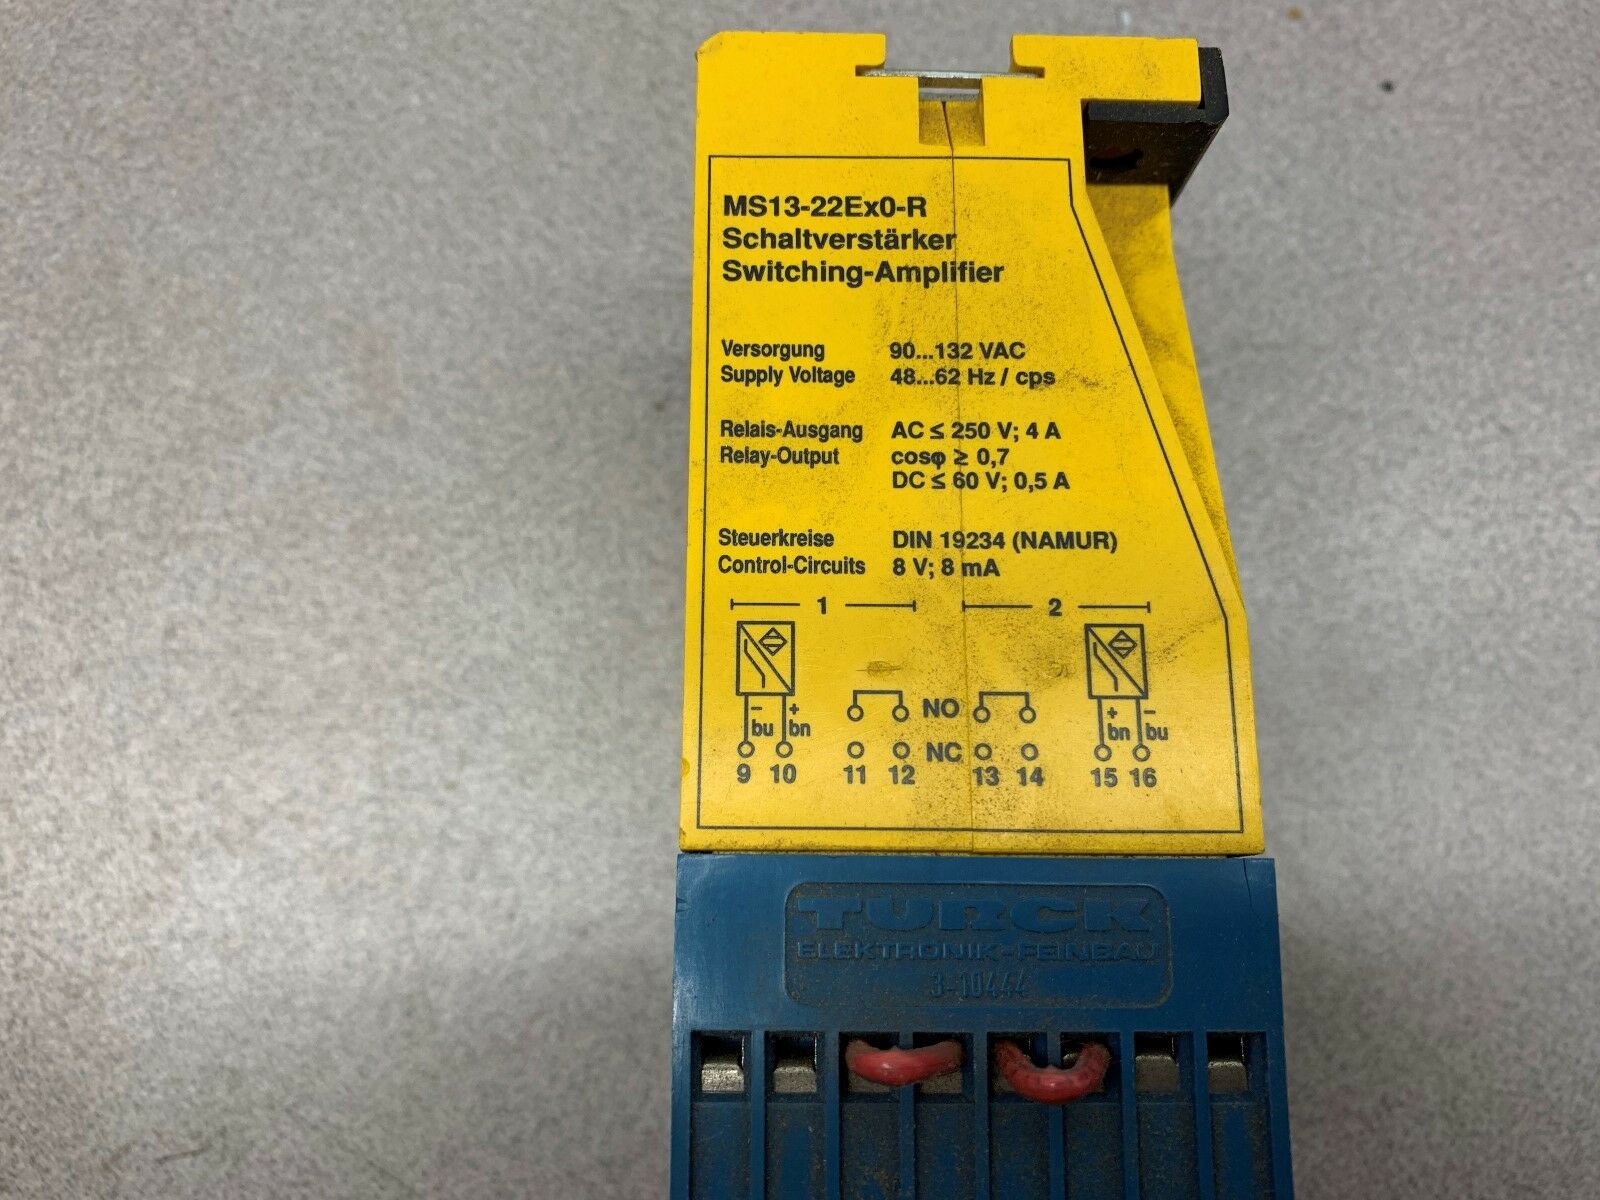 MS13-22Ex0-R
Schaltverstärker
Switching-Amplifier
Versorgung 90...132 VAC
Supply Voltage 48...62 Hz / cps
Relais-Ausgang AC ≤ 250 V; 4 A
Relay-Output cosφ ≥ 0,7
DC ≤ 60 V; 0,5 A
Steuerkreise DIN 19234 (NAMUR)
Control-Circuits 8 V; 8 mA
1 2
NO
- + + -
bu bn bn bu
NC
9 10 11 12 13 14 15 16
TURCK
ELEKTRONIK-FEINBAU
3-10444